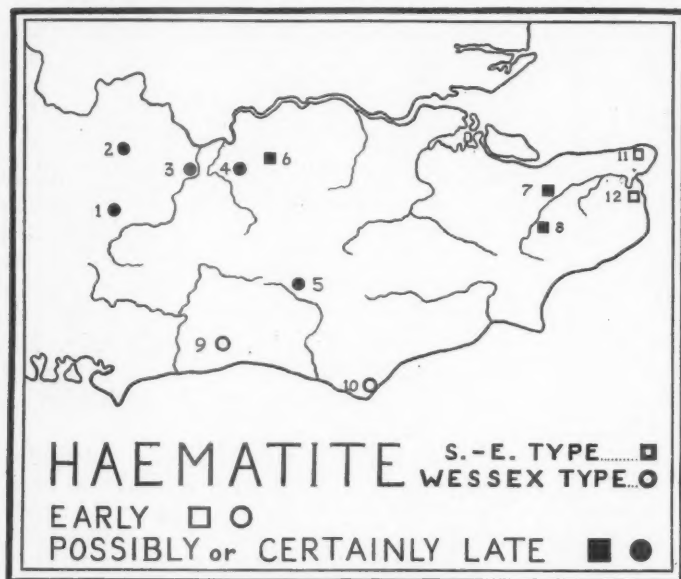 11
2
6
3
4
7
12
1
8
5
9
10
HAEMATITE
S.-E. TYPE........
WESSEX TYPE...
EARLY
POSSIBLY or CERTAINLY LATE